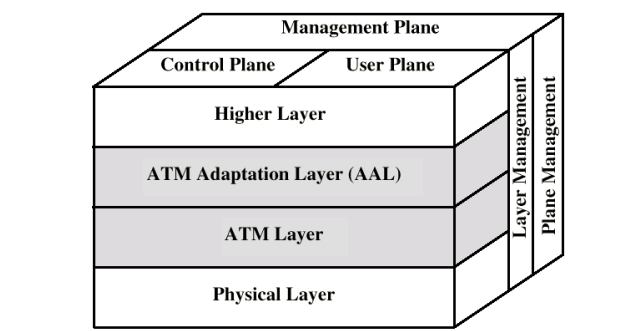 Management Plane
Control Plane
User Plane
Higher Layer
ATM Adaptation Layer (AAL)
ATM Layer
Physical Layer
Layer Management
Plane Management